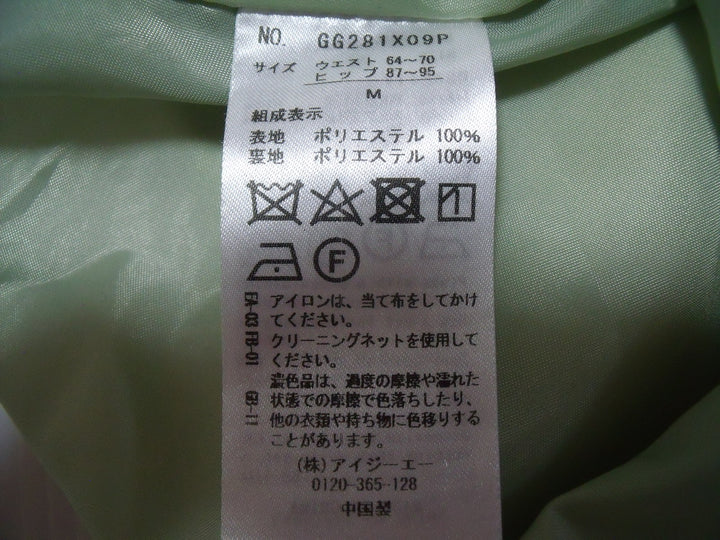 NO. GG281X09P
サイズ ウエスト 64〜70
ヒップ 87〜95
M
組成表示
表地 ポリエステル 100%
裏地 ポリエステル 100%
F
EA-03 アイロンは、当て布をしてかけ
てください。
FB-01 クリーニングネットを使用して
ください。
GB-11 濃色品は、過度の摩擦や濡れた
状態での摩擦で色落ちしたり、
他の衣類や持ち物に色移りする
ことがあります。
(株)アイジーエー
0120-365-128
中国製